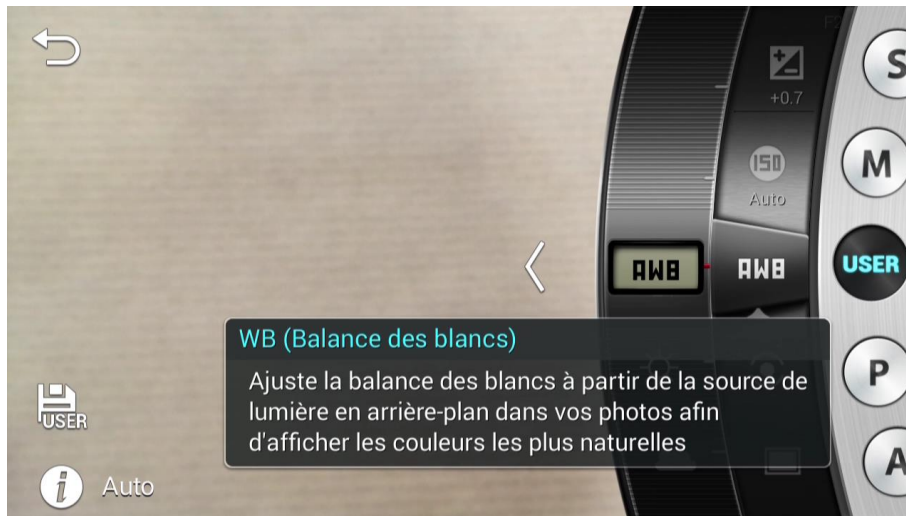 S
+0.7
ISO
Auto
M
AWB
AWB
USER
WB (Balance des blancs)
Ajuste la balance des blancs à partir de la source de
lumière en arrière-plan dans vos photos afin
d'afficher les couleurs les plus naturelles
P
USER
A
Auto